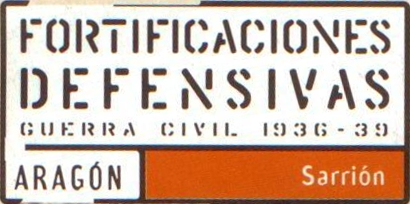 FORTIFICACIONES
DEFENSIVAS
GUERRA CIVIL 1936-39
ARAGÓN Sarrión